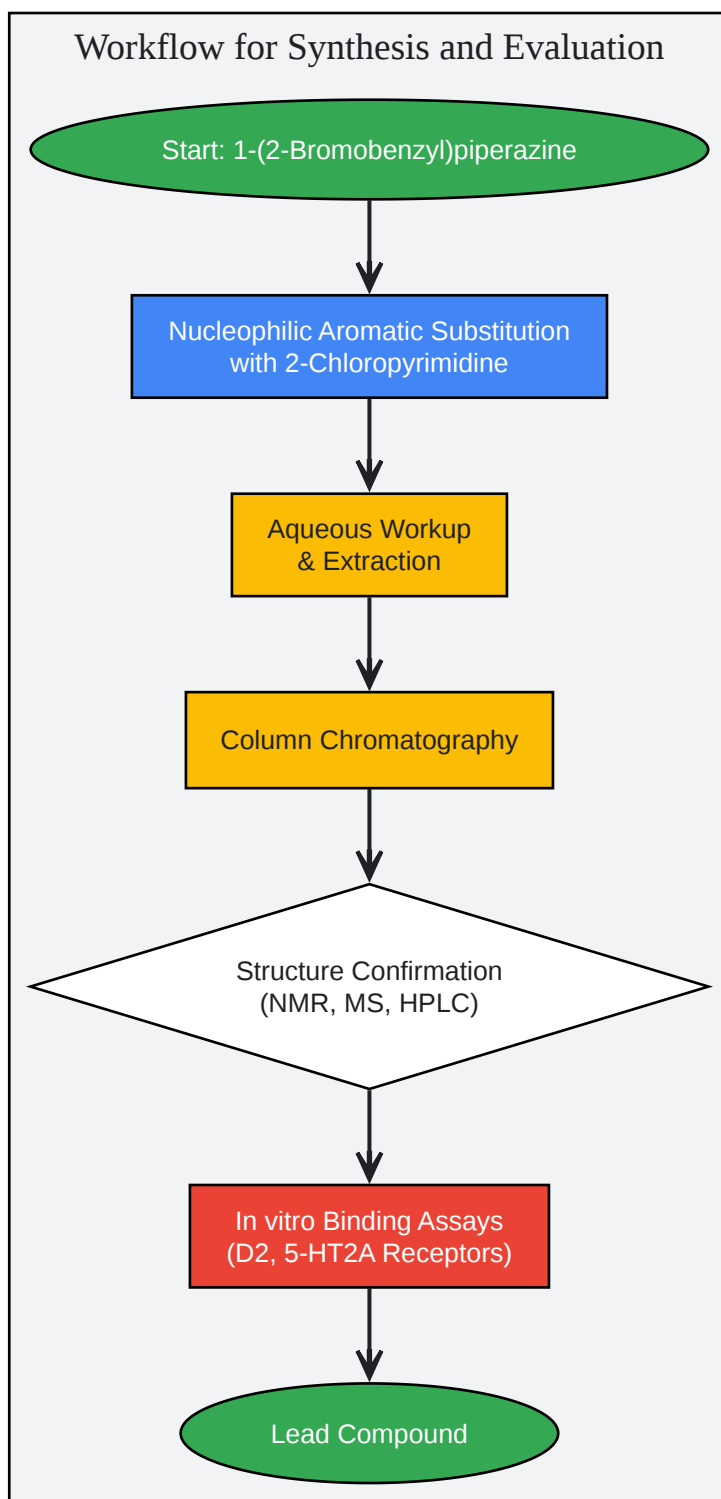 Workflow for Synthesis and Evaluation
Start: 1-(2-Bromobenzyl)piperazine
Nucleophilic Aromatic Substitution
with 2-Chloropyrimidine
Aqueous Workup
& Extraction
Column Chromatography
Structure Confirmation
(NMR, MS, HPLC)
In vitro Binding Assays
(D2, 5-HT2A Receptors)
Lead Compound